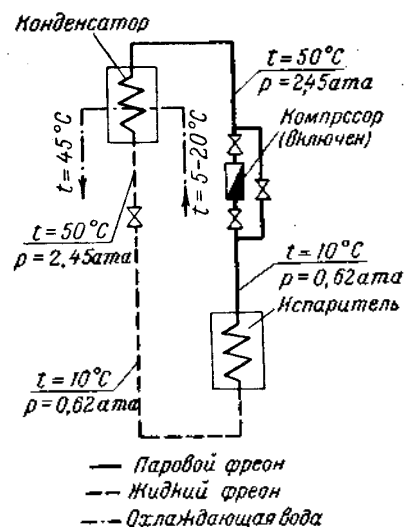 Конденсатор
t=50°C
p=2,45ата
Компрссор
(включен)
t=45°C
t=5-20°C
t=50°C
p=2,45ата
t=10°C
p=0,62ата
Испаритель
t=10°C
p=0,62ата
— Паровой фреон
--- Жидкий фреон
-·- Охлаждающая вода